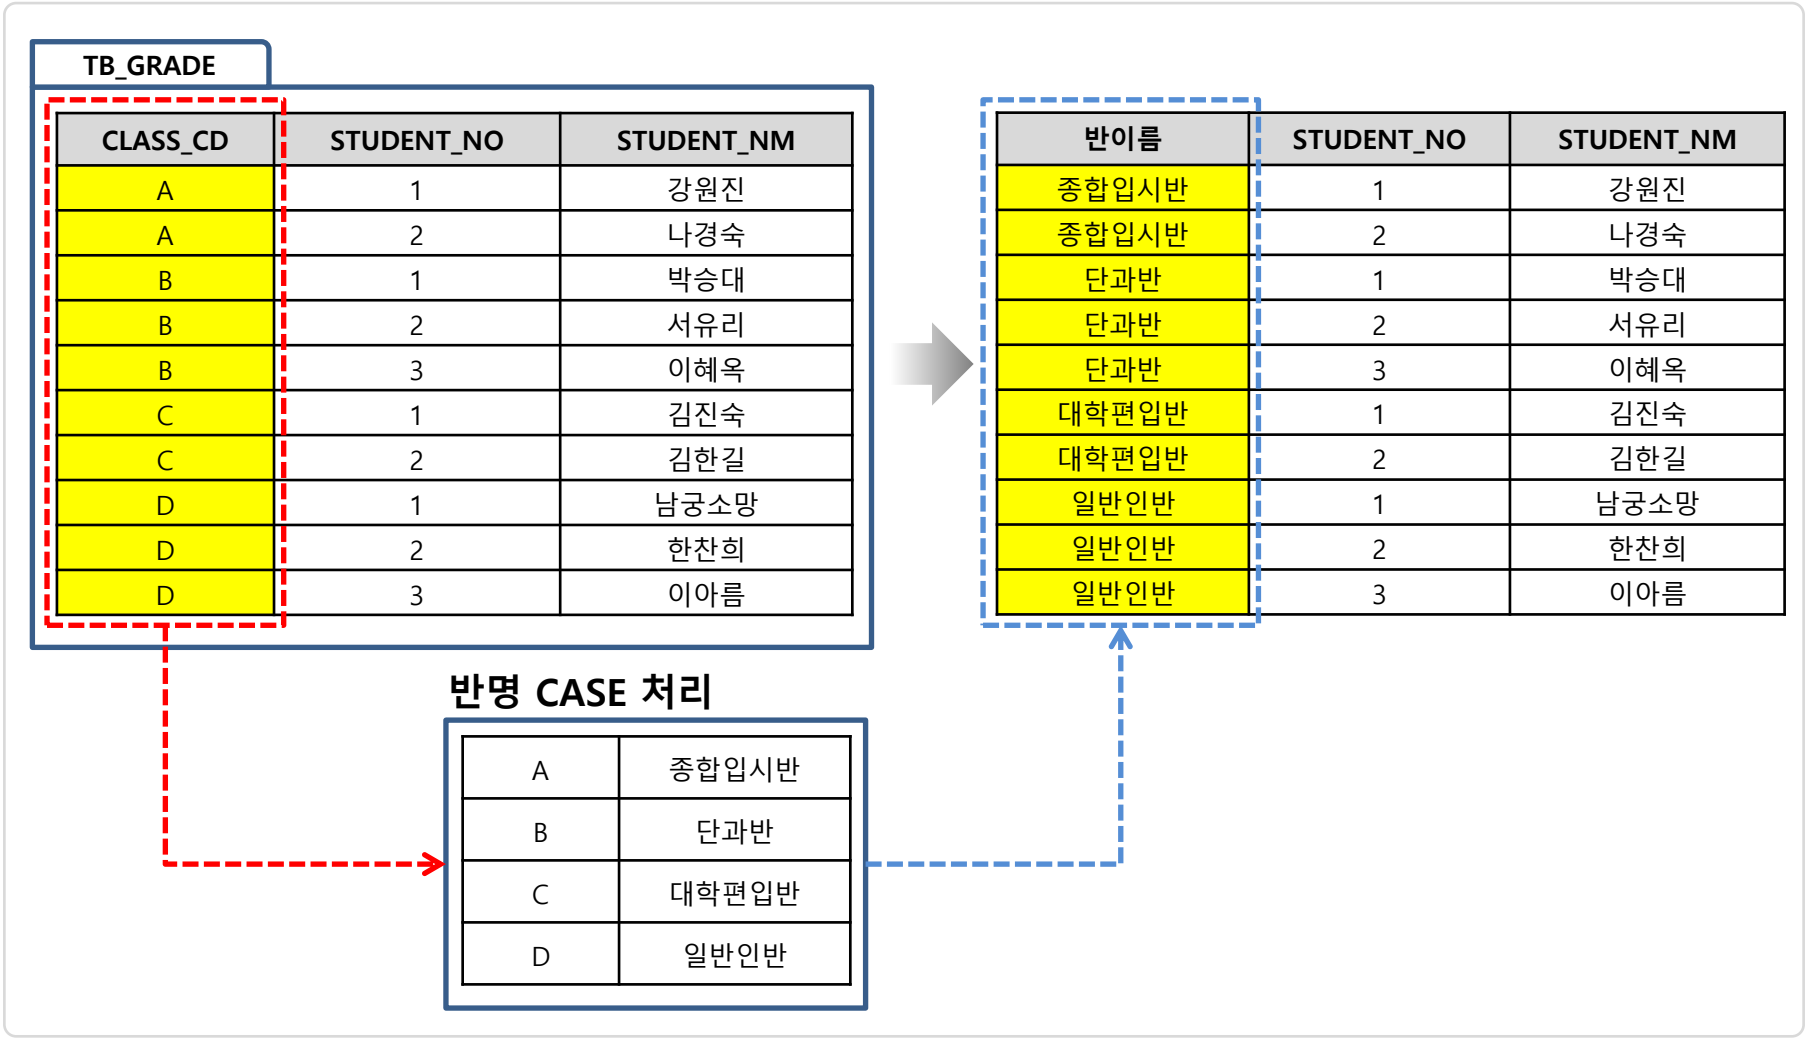 TB_GRADE
CLASS_CD STUDENT_NO STUDENT_NM
A 1 강원진
A 2 나경숙
B 1 박승대
B 2 서유리
B 3 이혜옥
C 1 김진숙
C 2 김한길
D 1 남궁소망
D 2 한찬희
D 3 이아름
반이름 STUDENT_NO STUDENT_NM
종합입시반 1 강원진
종합입시반 2 나경숙
단과반 1 박승대
단과반 2 서유리
단과반 3 이혜옥
대학편입반 1 김진숙
대학편입반 2 김한길
일반인반 1 남궁소망
일반인반 2 한찬희
일반인반 3 이아름
반명 CASE 처리
A 종합입시반
B 단과반
C 대학편입반
D 일반인반